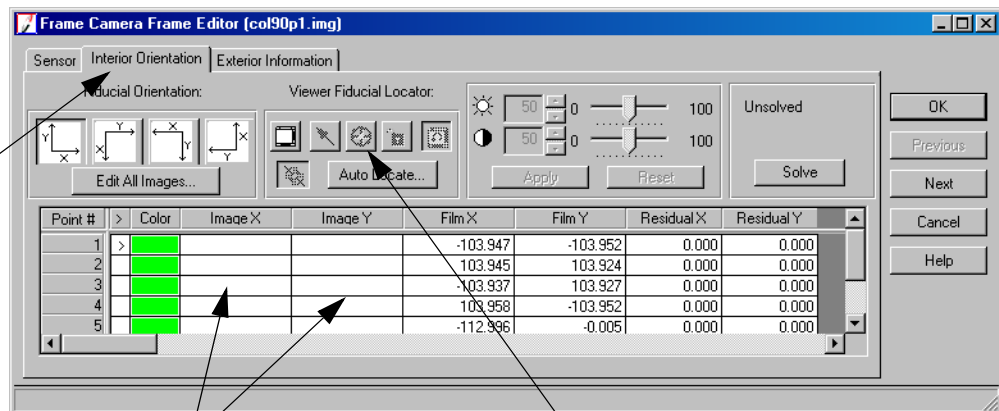 Frame Camera Frame Editor (col90p1.img)
Sensor Interior Orientation Exterior Information
Fiducial Orientation: Viewer Fiducial Locator:
50 0 100 Unsolved OK
Y X Y X X Y X Y
50 0 100 Previous
Edit All Images... Auto Locate... Apply Reset Solve Next
Point # > Color Image X Image Y Film X Film Y Residual X Residual Y Cancel
1 > -103.947 -103.952 0.000 0.000
2 103.945 103.924 0.000 0.000 Help
3 -103.937 103.927 0.000 0.000
4 103.958 -103.952 0.000 0.000
5 -112.996 -0.005 0.000 0.000